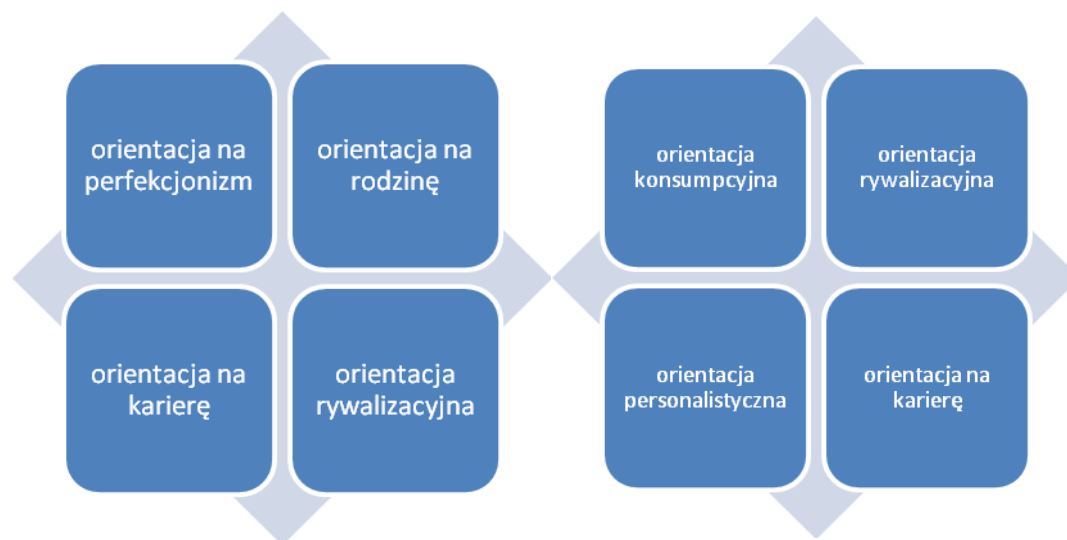 orientacja na
perfekcjonizm
orientacja na
rodzinę
orientacja na
karierę
orientacja
rywalizacyjna
orientacja
konsumpcyjna
orientacja
rywalizacyjna
orientacja
personalistyczna
orientacja na
karierę